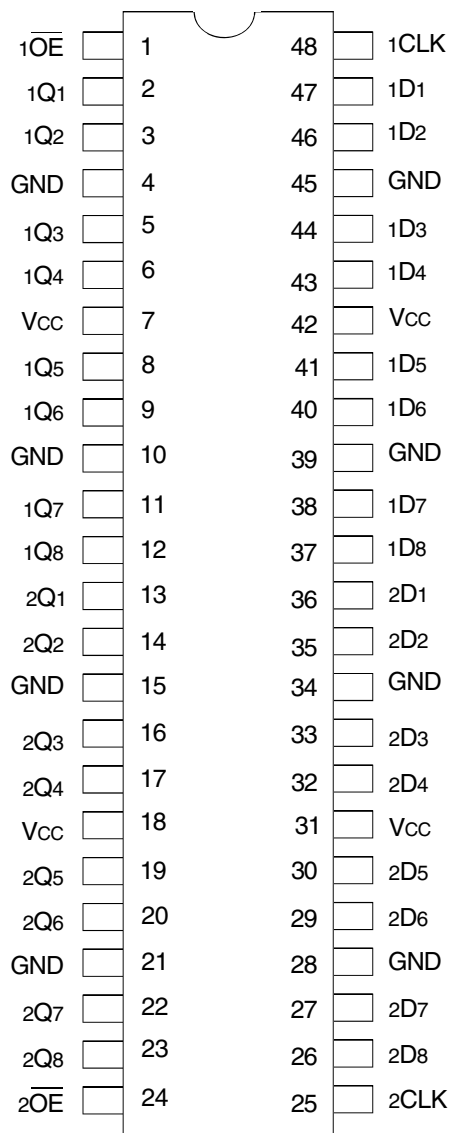 1OE 1 48 1CLK
1Q1 2 47 1D1
1Q2 3 46 1D2
GND 4 45 GND
1Q3 5 44 1D3
1Q4 6 43 1D4
VCC 7 42 VCC
1Q5 8 41 1D5
1Q6 9 40 1D6
GND 10 39 GND
1Q7 11 38 1D7
1Q8 12 37 1D8
2Q1 13 36 2D1
2Q2 14 35 2D2
GND 15 34 GND
2Q3 16 33 2D3
2Q4 17 32 2D4
VCC 18 31 VCC
2Q5 19 30 2D5
2Q6 20 29 2D6
GND 21 28 GND
2Q7 22 27 2D7
2Q8 23 26 2D8
2OE 24 25 2CLK